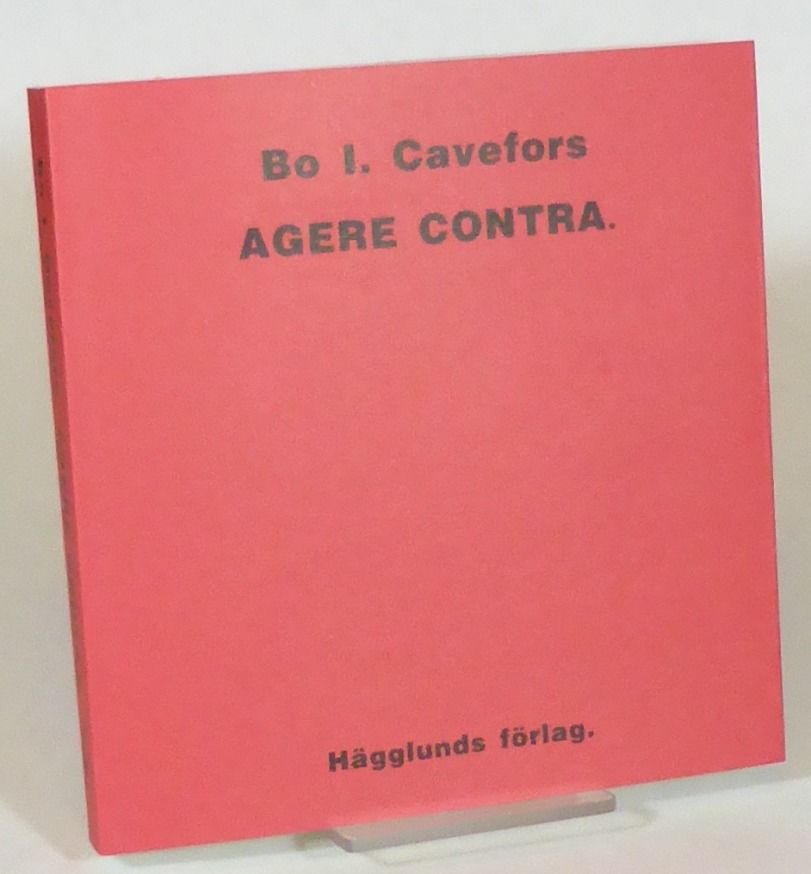 Bo I. Cavefors
AGERE CONTRA.
Hägglunds förlag.